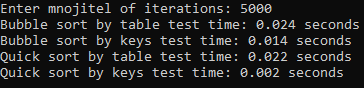 Enter mnojitel of iterations: 5000
Bubble sort by table test time: 0.024 seconds
Bubble sort by keys test time: 0.014 seconds
Quick sort by table test time: 0.022 seconds
Quick sort by keys test time: 0.002 seconds